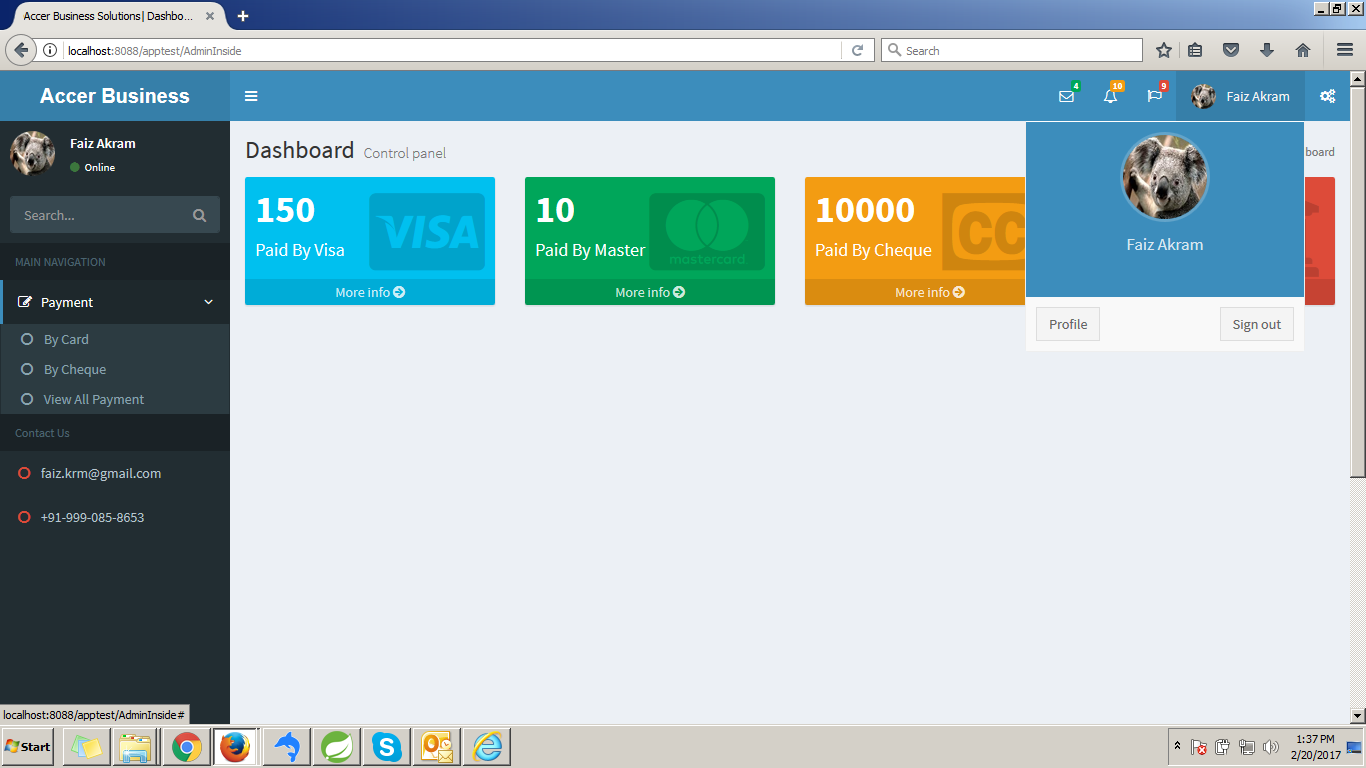 Accer Business Solutions| Dashbo...
localhost:8088/apptest/AdminInside
Search
Accer Business
4
10
9
Faiz Akram
Faiz Akram
Online
Search...
MAIN NAVIGATION
Payment
By Card
By Cheque
View All Payment
Contact Us
faiz.krm@gmail.com
+91-999-085-8653
Dashboard Control panel
board
150
Paid By Visa
VISA
More info
10
Paid By Master
mastercard
More info
10000
Paid By Cheque
CC
More info
Faiz Akram
Profile
Sign out
localhost:8088/apptest/AdminInside#
Start
1:37 PM
2/20/2017